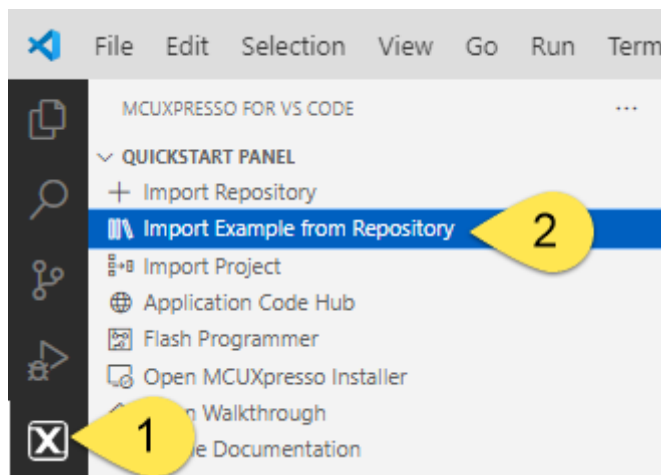 File Edit Selection View Go Run Term
MCUXPRESSO FOR VS CODE ...
QUICKSTART PANEL
Import Repository
Import Example from Repository
2
Import Project
Application Code Hub
Flash Programmer
Open MCUXpresso Installer
Walkthrough
1
Documentation